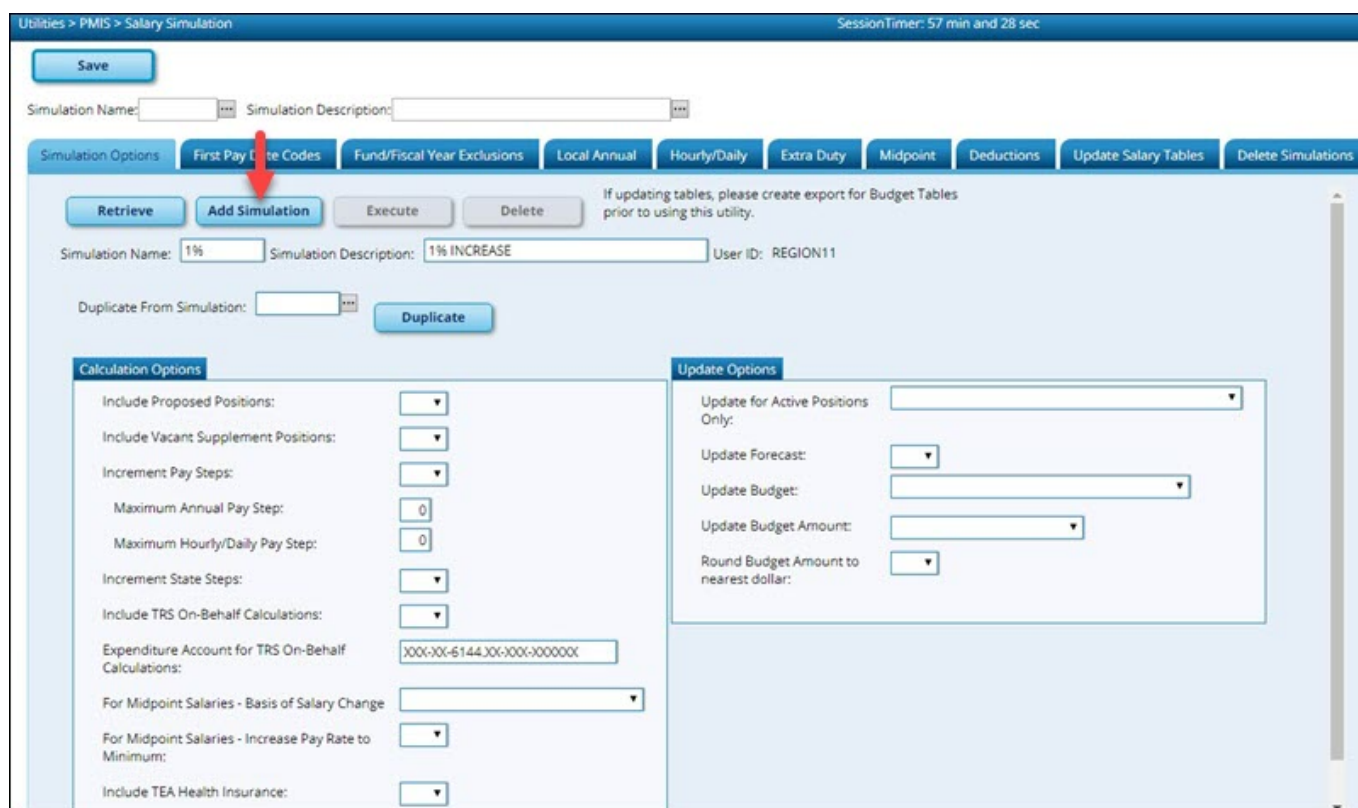 Utilities > PMIS > Salary Simulation SessionTimer: 57 min and 28 sec
Save
Simulation Name: ... Simulation Description: ...
Simulation Options First Pay Date Codes Fund/Fiscal Year Exclusions Local Annual Hourly/Daily Extra Duty Midpoint Deductions Update Salary Tables Delete Simulations
Retrieve Add Simulation Execute Delete
If updating tables, please create export for Budget Tables
prior to using this utility.
Simulation Name: 1% Simulation Description: 1% INCREASE User ID: REGION11
Duplicate From Simulation: ... Duplicate
Calculation Options
Include Proposed Positions:
Include Vacant Supplement Positions:
Increment Pay Steps:
Maximum Annual Pay Step: 0
Maximum Hourly/Daily Pay Step: 0
Increment State Steps:
Include TRS On-Behalf Calculations:
Expenditure Account for TRS On-Behalf
Calculations:
XXX-XX-6144.XX-XXX-XXXXXX
For Midpoint Salaries - Basis of Salary Change
For Midpoint Salaries - Increase Pay Rate to
Minimum:
Include TEA Health Insurance:
Update Options
Update for Active Positions
Only:
Update Forecast:
Update Budget:
Update Budget Amount:
Round Budget Amount to
nearest dollar: